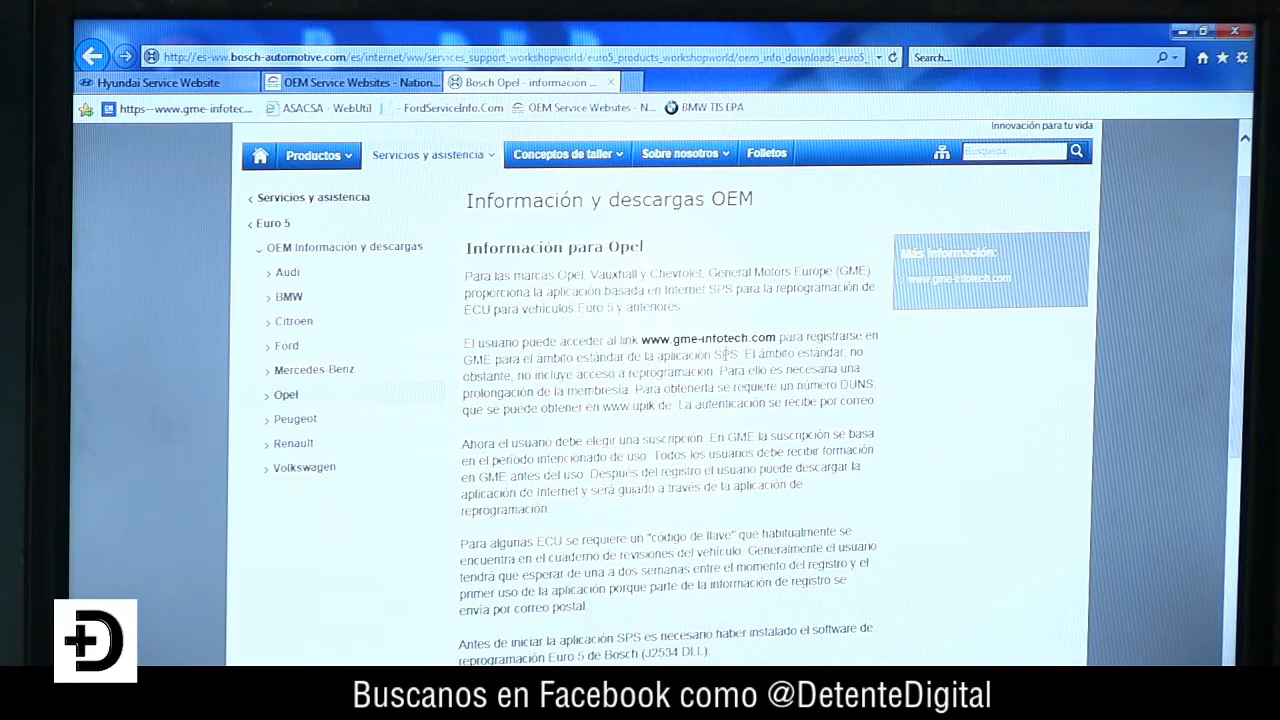 http://es-ww.bosch-automotive.com/es/internet/ww/services_support_workshopworld/euro5_products_workshopworld/oem_info_downloads_euro5_
Search...
Hyundai Service Website
OEM Service Websites - Nation...
Bosch Opel - información ...
https--www.gme-infotec...
ASACSA - WebUtil
FordServiceInfo.Com
OEM Service Websites - N...
BMW TIS EPA
Innovación para tu vida
Productos
Servicios y asistencia
Conceptos de taller
Sobre nosotros
Folletos
Búsqueda
Servicios y asistencia
Euro 5
OEM Información y descargas
Audi
BMW
Citroen
Ford
Mercedes-Benz
Opel
Peugeot
Renault
Volkswagen
Información y descargas OEM
Información para Opel
Para las marcas Opel, Vauxhall y Chevrolet, General Motors Europe (GME)
proporciona la aplicación basada en Internet SPS para la reprogramación de
ECU para vehículos Euro 5 y anteriores.
El usuario puede acceder al link www.gme-infotech.com para registrarse en
GME para el ámbito estándar de la aplicación SPS. El ámbito estándar, no
obstante, no incluye acceso a reprogramación. Para ello es necesaria una
prolongación de la membresía. Para obtenerla se requiere un número DUNS,
que se puede obtener en www.upik.de. La autenticación se recibe por correo.
Ahora el usuario debe elegir una suscripción. En GME la suscripción se basa
en el período intencionado de uso. Todos los usuarios debe recibir formación
en GME antes del uso. Después del registro el usuario puede descargar la
aplicación de Internet y será guiado a través de la aplicación de
reprogramación.
Para algunas ECU se requiere un "código de llave" que habitualmente se
encuentra en el cuaderno de revisiones del vehículo. Generalmente el usuario
tendrá que esperar de una a dos semanas entre el momento del registro y el
primer uso de la aplicación porque parte de la información de registro se
envía por correo postal.
Antes de iniciar la aplicación SPS es necesario haber instalado el software de
reprogramación Euro 5 de Bosch (J2534 DLL).
Más información:
www.gme-infotech.com
+D
Buscanos en Facebook como @DetenteDigital